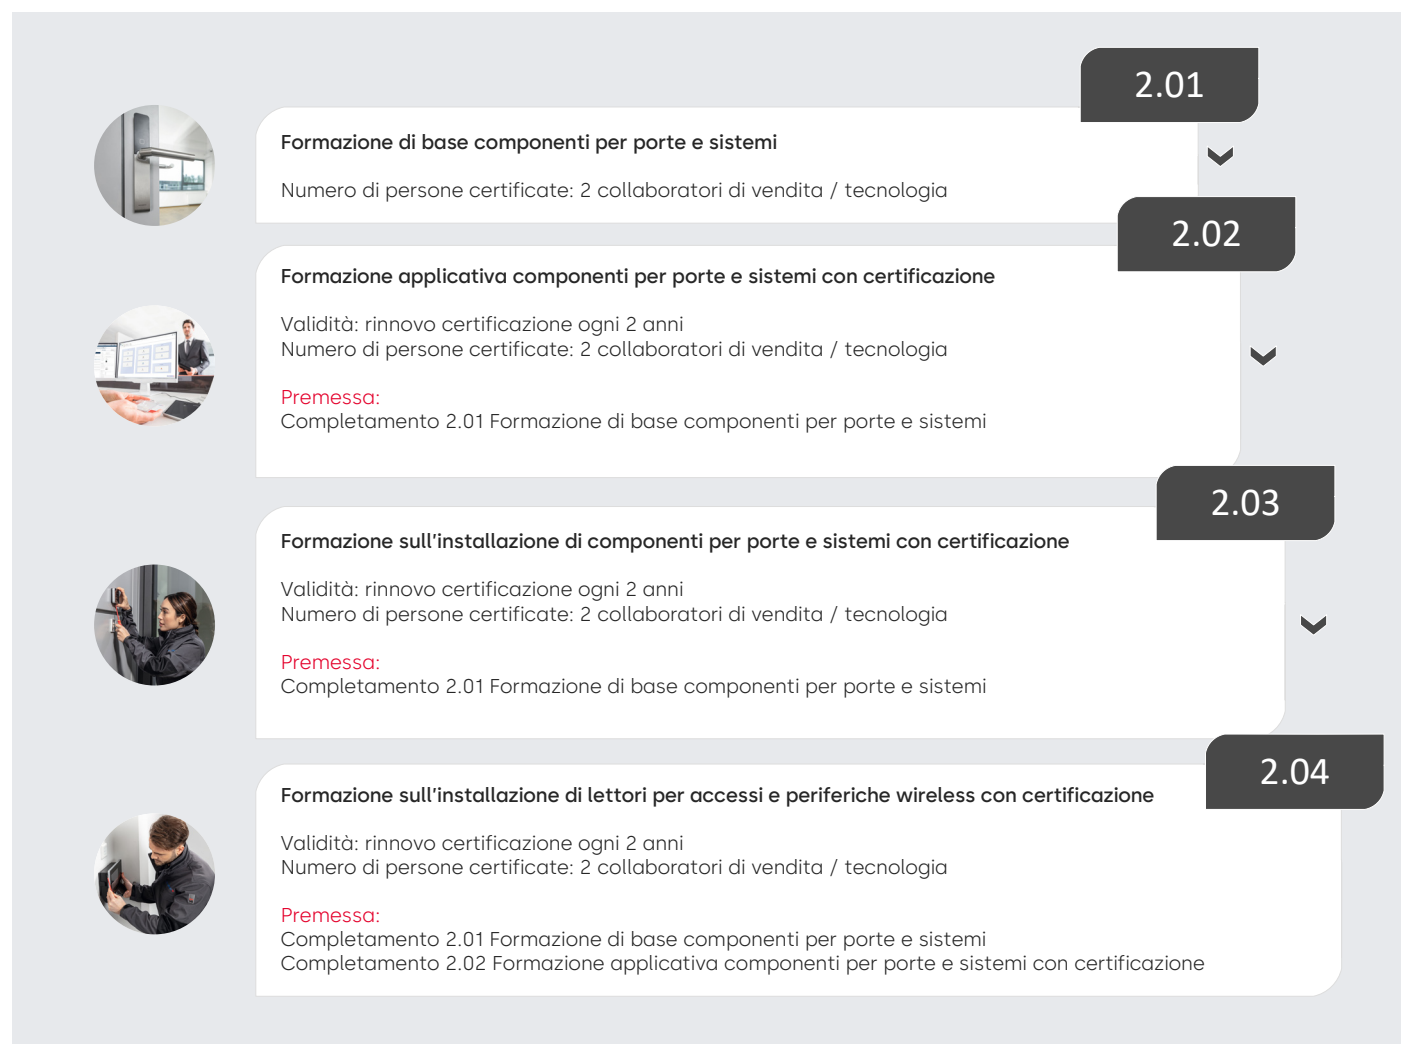 2.01
Formazione di base componenti per porte e sistemi
Numero di persone certificate: 2 collaboratori di vendita / tecnologia
2.02
Formazione applicativa componenti per porte e sistemi con certificazione
Validità: rinnovo certificazione ogni 2 anni
Numero di persone certificate: 2 collaboratori di vendita / tecnologia
Premessa:
Completamento 2.01 Formazione di base componenti per porte e sistemi
2.03
Formazione sull'installazione di componenti per porte e sistemi con certificazione
Validità: rinnovo certificazione ogni 2 anni
Numero di persone certificate: 2 collaboratori di vendita / tecnologia
Premessa:
Completamento 2.01 Formazione di base componenti per porte e sistemi
2.04
Formazione sull'installazione di lettori per accessi e periferiche wireless con certificazione
Validità: rinnovo certificazione ogni 2 anni
Numero di persone certificate: 2 collaboratori di vendita / tecnologia
Premessa:
Completamento 2.01 Formazione di base componenti per porte e sistemi
Completamento 2.02 Formazione applicativa componenti per porte e sistemi con certificazione